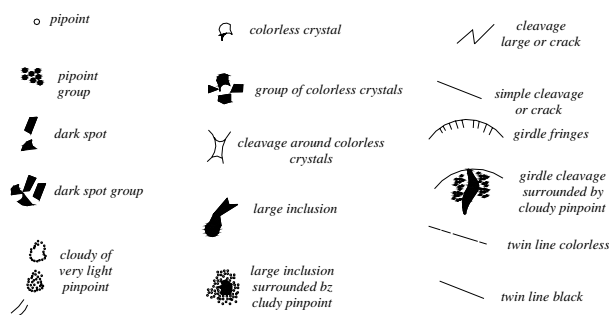 pipoint
pipoint
group
dark spot
dark spot group
cloudy of
very light
pinpoint
colorless crystal
group of colorless crystals
cleavage around colorless
crystals
large inclusion
large inclusion
surrounded bz
cludy pinpoint
cleavage
large or crack
simple cleavage
or crack
girdle fringes
girdle cleavage
surrounded by
cloudy pinpoint
twin line colorless
twin line black